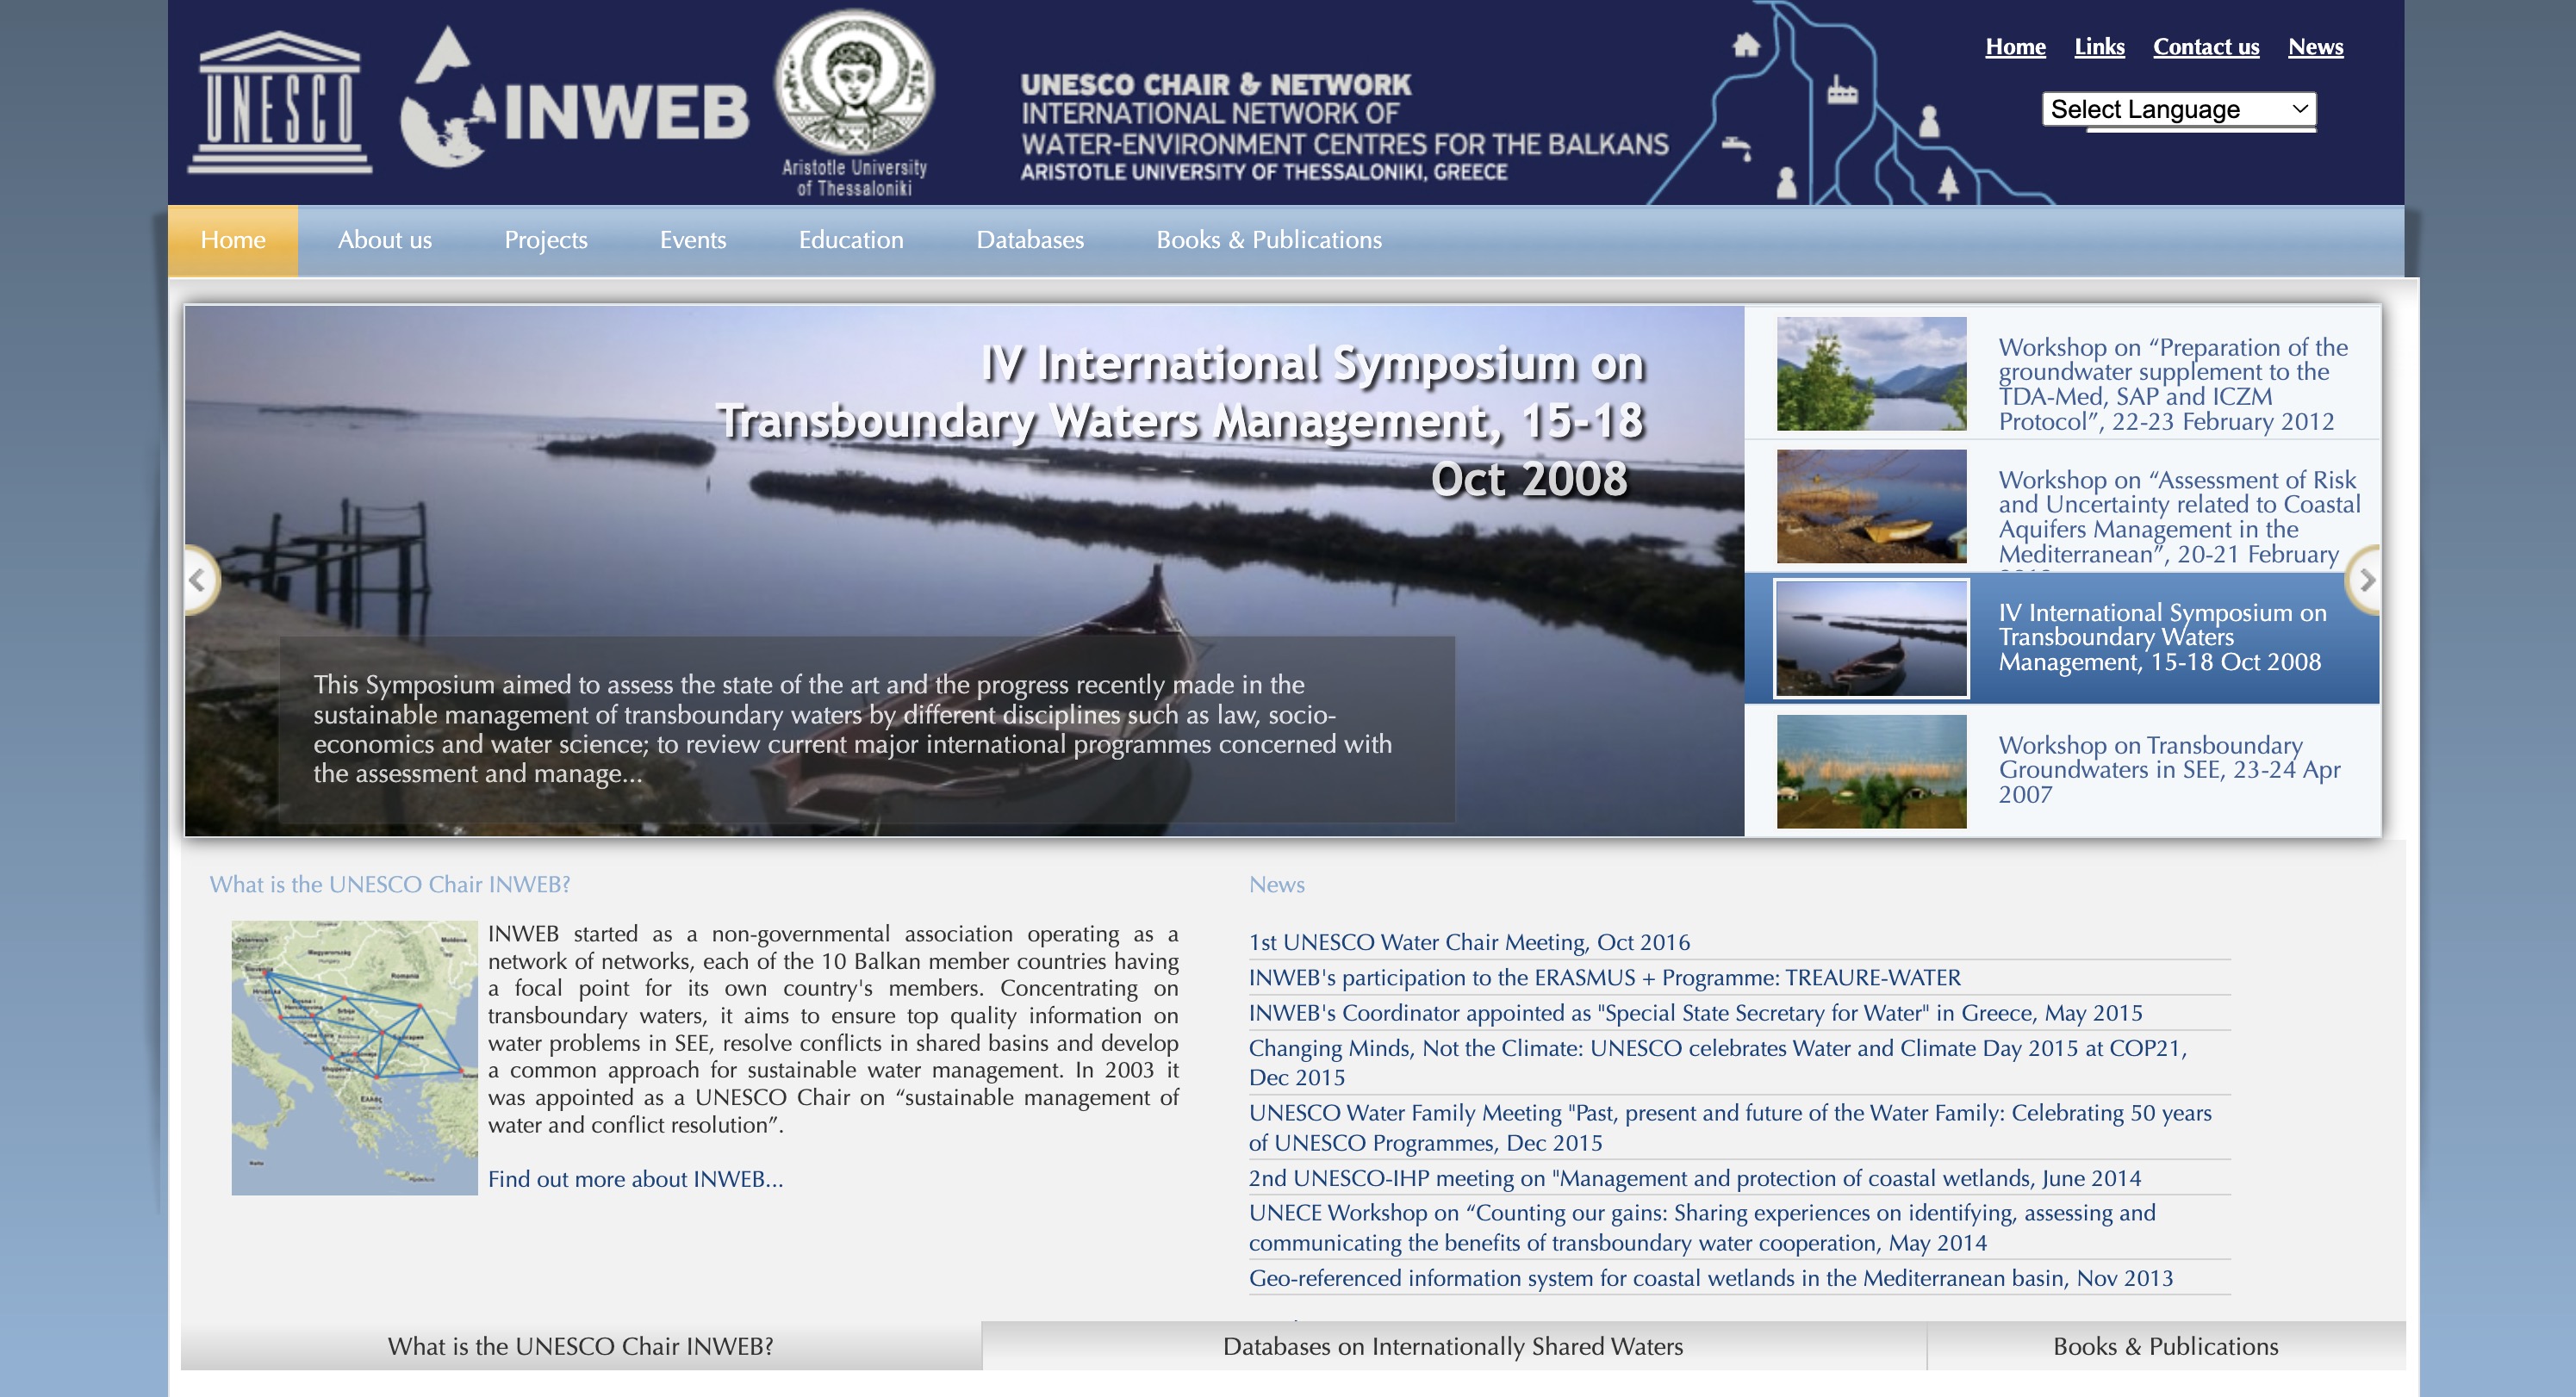 UNESCO
INWEB
Aristotle University
of Thessaloniki
UNESCO CHAIR & NETWORK
INTERNATIONAL NETWORK OF
WATER-ENVIRONMENT CENTRES FOR THE BALKANS
ARISTOTLE UNIVERSITY OF THESSALONIKI, GREECE
Home Links Contact us News
Select Language
Home About us Projects Events Education Databases Books & Publications
IV International Symposium on
Transboundary Waters Management, 15-18
Oct 2008
This Symposium aimed to assess the state of the art and the progress recently made in the
sustainable management of transboundary waters by different disciplines such as law, socio-
economics and water science; to review current major international programmes concerned with
the assessment and manage...
Workshop on “Preparation of the
groundwater supplement to the
TDA-Med, SAP and ICZM
Protocol”, 22-23 February 2012
Workshop on “Assessment of Risk
and Uncertainty related to Coastal
Aquifers Management in the
Mediterranean”, 20-21 February
IV International Symposium on
Transboundary Waters
Management, 15-18 Oct 2008
Workshop on Transboundary
Groundwaters in SEE, 23-24 Apr
2007
What is the UNESCO Chair INWEB?
INWEB started as a non-governmental association operating as a
network of networks, each of the 10 Balkan member countries having
a focal point for its own country's members. Concentrating on
transboundary waters, it aims to ensure top quality information on
water problems in SEE, resolve conflicts in shared basins and develop
a common approach for sustainable water management. In 2003 it
was appointed as a UNESCO Chair on “sustainable management of
water and conflict resolution”.
Find out more about INWEB...
News
1st UNESCO Water Chair Meeting, Oct 2016
INWEB's participation to the ERASMUS + Programme: TREAURE-WATER
INWEB's Coordinator appointed as "Special State Secretary for Water" in Greece, May 2015
Changing Minds, Not the Climate: UNESCO celebrates Water and Climate Day 2015 at COP21,
Dec 2015
UNESCO Water Family Meeting "Past, present and future of the Water Family: Celebrating 50 years
of UNESCO Programmes, Dec 2015
2nd UNESCO-IHP meeting on "Management and protection of coastal wetlands, June 2014
UNECE Workshop on “Counting our gains: Sharing experiences on identifying, assessing and
communicating the benefits of transboundary water cooperation, May 2014
Geo-referenced information system for coastal wetlands in the Mediterranean basin, Nov 2013
What is the UNESCO Chair INWEB? Databases on Internationally Shared Waters Books & Publications